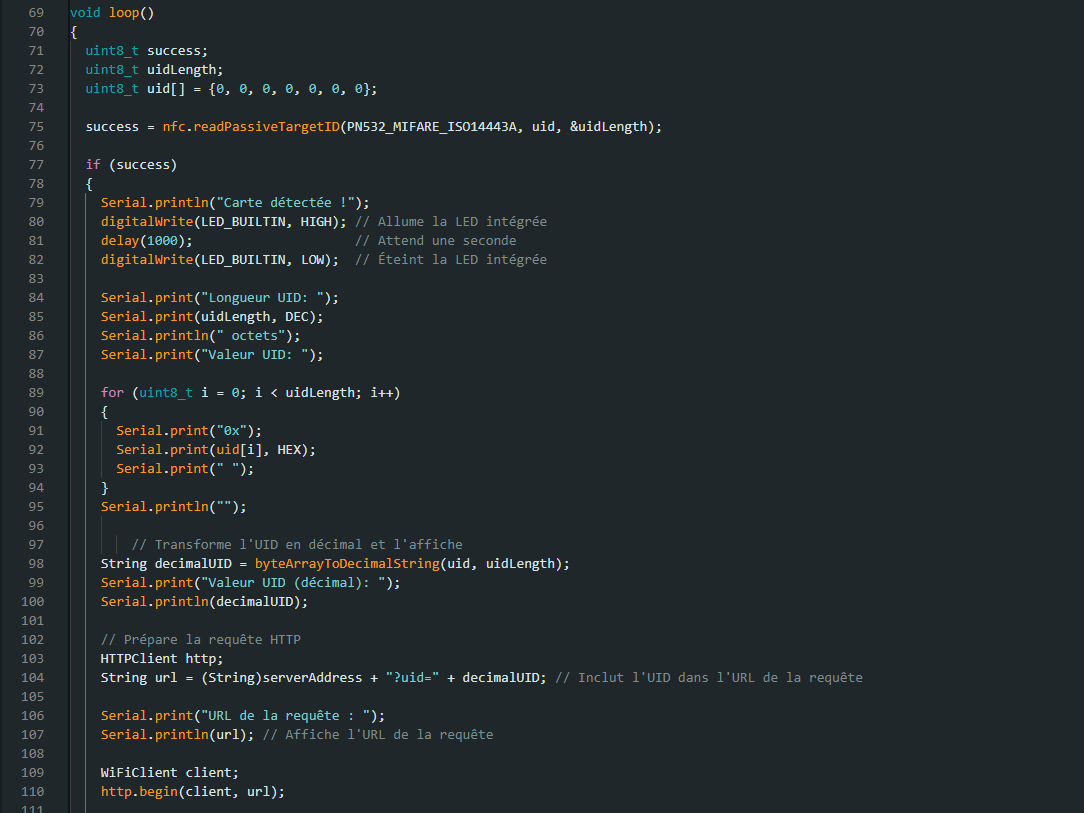 69 void loop()
70 {
71 uint8_t success;
72 uint8_t uidLength;
73 uint8_t uid[] = {0, 0, 0, 0, 0, 0, 0};
74
75 success = nfc.readPassiveTargetID(PN532_MIFARE_ISO14443A, uid, &uidLength);
76
77 if (success)
78 {
79 Serial.println("Carte détectée !");
80 digitalWrite(LED_BUILTIN, HIGH); // Allume la LED intégrée
81 delay(1000); // Attend une seconde
82 digitalWrite(LED_BUILTIN, LOW); // Éteint la LED intégrée
83
84 Serial.print("Longueur UID: ");
85 Serial.print(uidLength, DEC);
86 Serial.println(" octets");
87 Serial.print("Valeur UID: ");
88
89 for (uint8_t i = 0; i < uidLength; i++)
90 {
91 Serial.print("0x");
92 Serial.print(uid[i], HEX);
93 Serial.print(" ");
94 }
95 Serial.println("");
96
97 // Transforme l'UID en décimal et l'affiche
98 String decimalUID = byteArrayToDecimalString(uid, uidLength);
99 Serial.print("Valeur UID (décimal): ");
100 Serial.println(decimalUID);
101
102 // Prépare la requête HTTP
103 HTTPClient http;
104 String url = (String)serverAddress + "?uid=" + decimalUID; // Inclut l'UID dans l'URL de la requête
105
106 Serial.print("URL de la requête : ");
107 Serial.println(url); // Affiche l'URL de la requête
108
109 WiFiClient client;
110 http.begin(client, url);
111